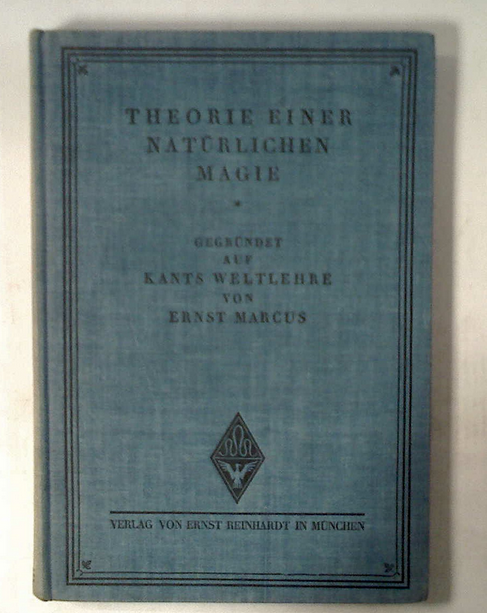 THEORIE EINER
NATÜRLICHEN
MAGIE
GEGRÜNDET
AUF
KANTS WELTLEHRE
VON
ERNST MARCUS
VERLAG VON ERNST REINHARDT IN MÜNCHEN